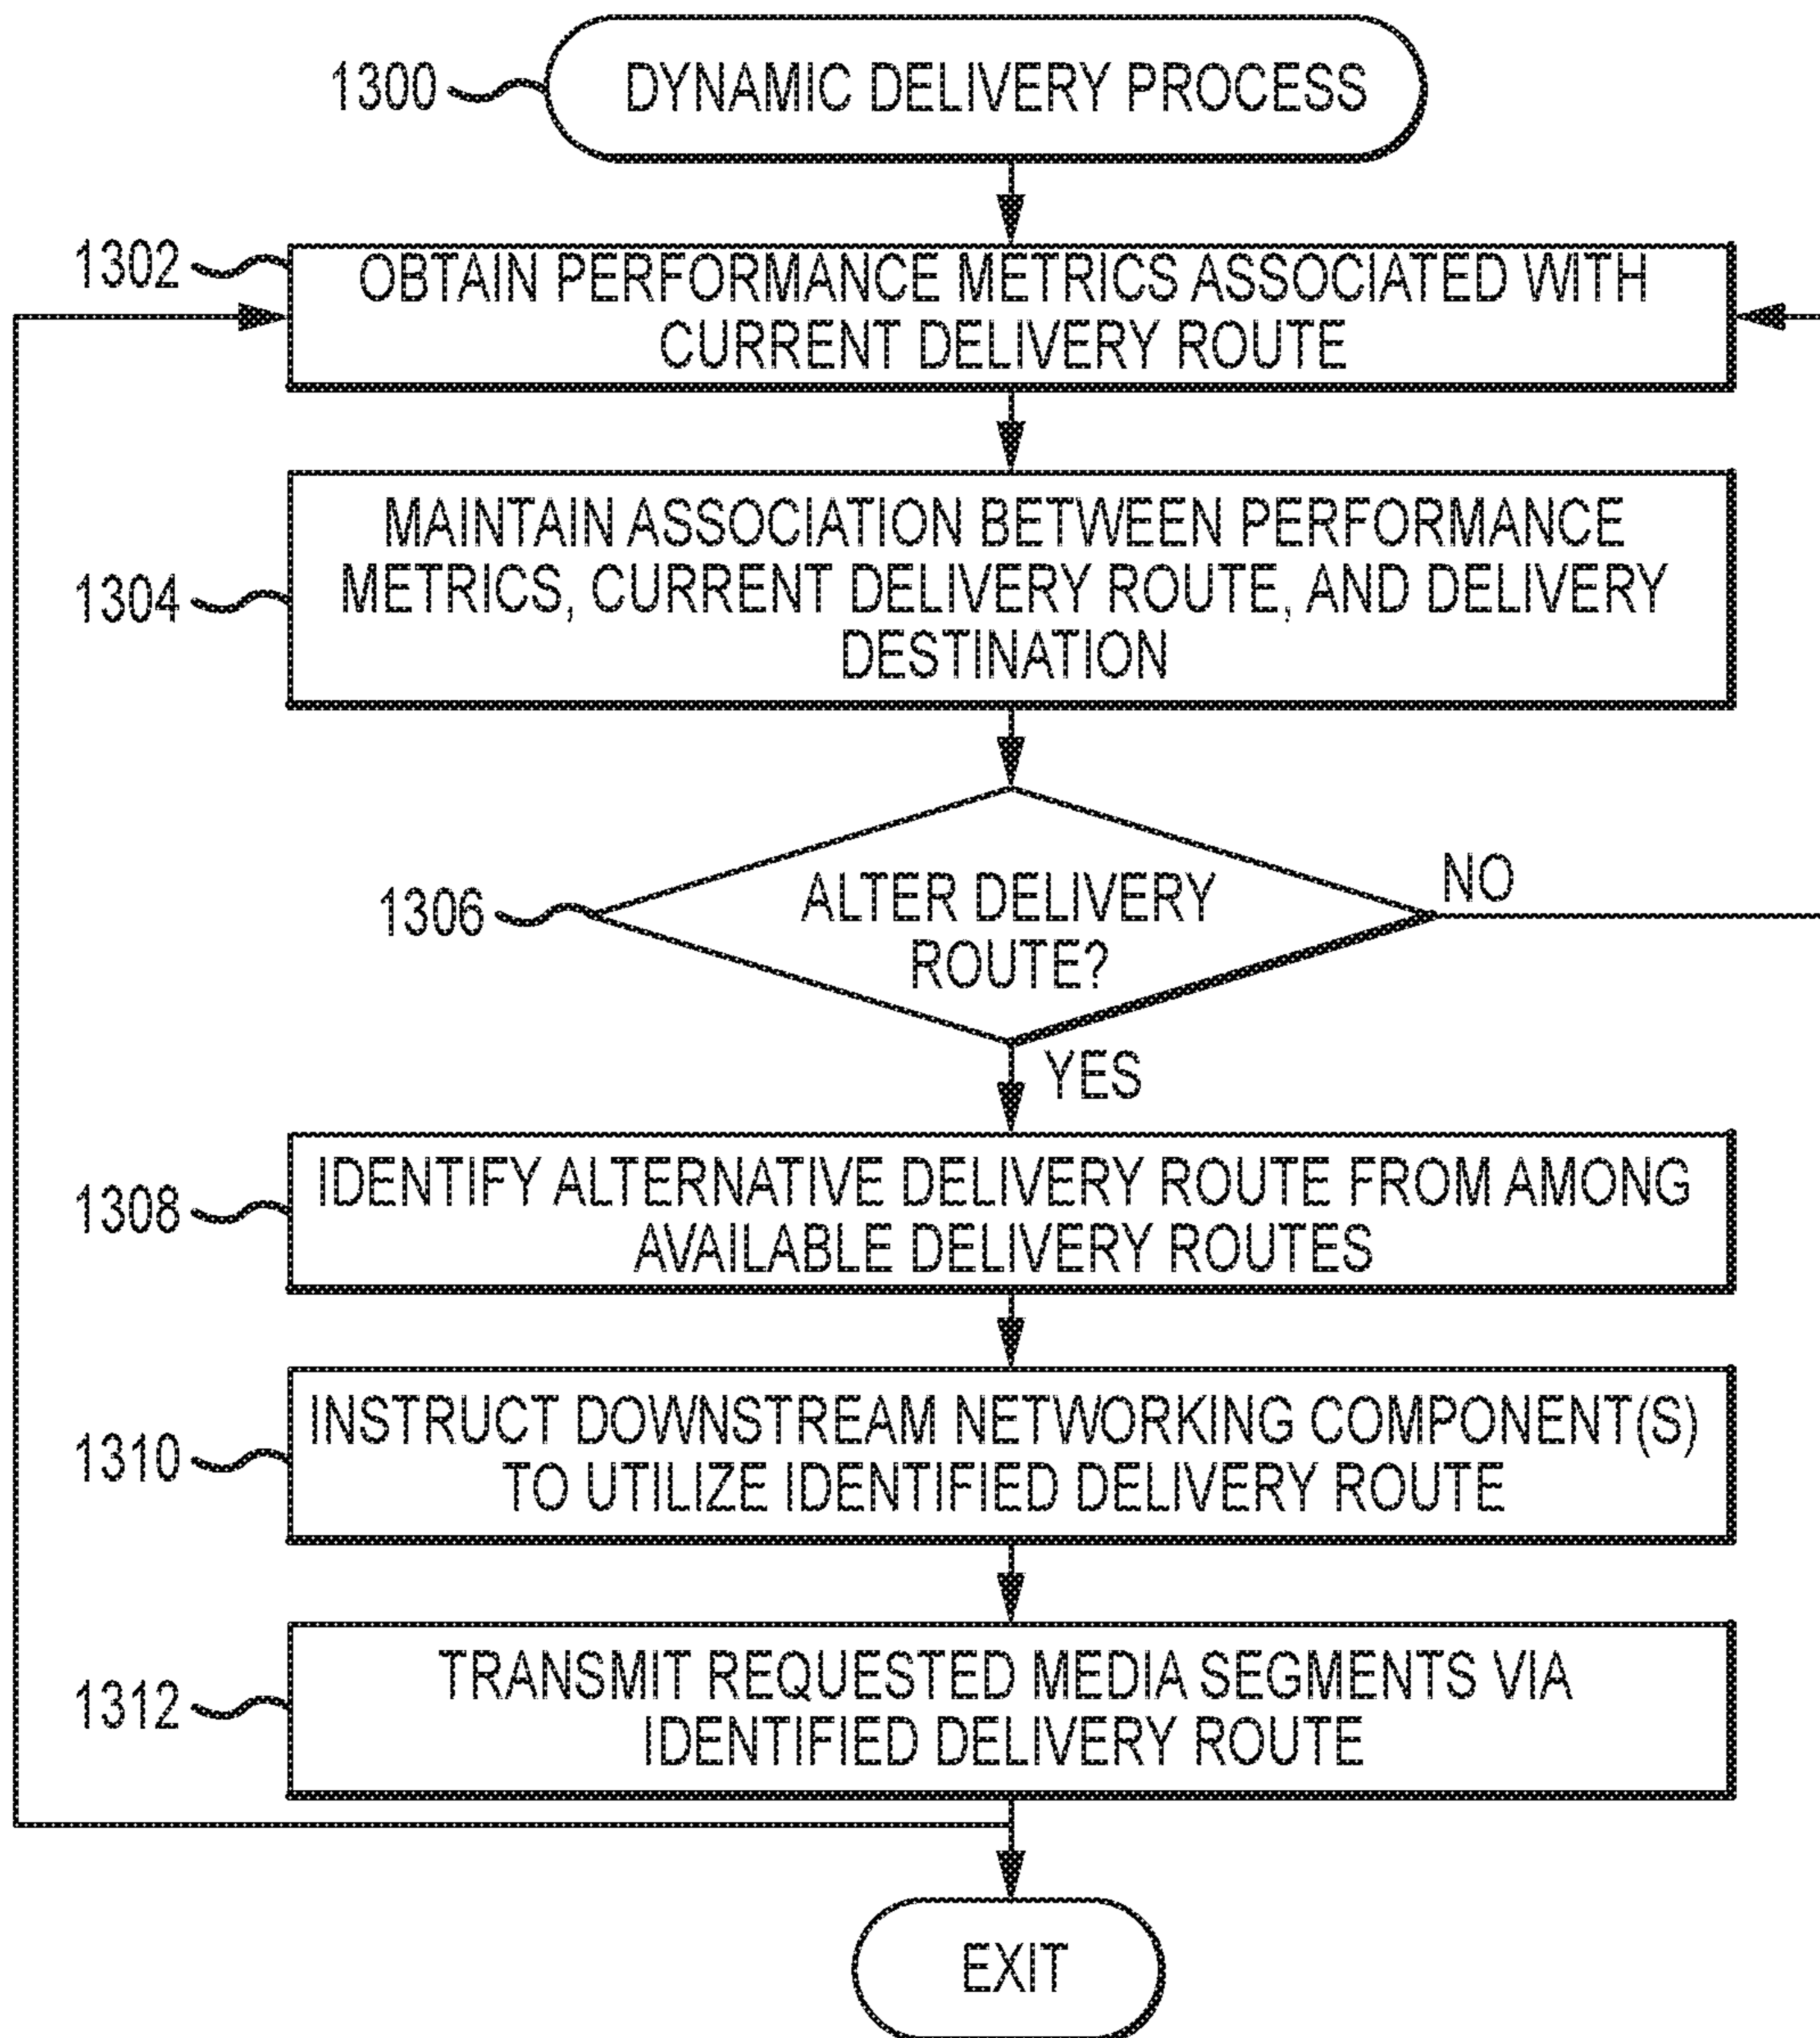 1300
DYNAMIC DELIVERY PROCESS
1302
OBTAIN PERFORMANCE METRICS ASSOCIATED WITH
CURRENT DELIVERY ROUTE
1304
MAINTAIN ASSOCIATION BETWEEN PERFORMANCE
METRICS, CURRENT DELIVERY ROUTE, AND DELIVERY
DESTINATION
1306
ALTER DELIVERY
ROUTE?
NO
YES
1308
IDENTIFY ALTERNATIVE DELIVERY ROUTE FROM AMONG
AVAILABLE DELIVERY ROUTES
1310
INSTRUCT DOWNSTREAM NETWORKING COMPONENT(S)
TO UTILIZE IDENTIFIED DELIVERY ROUTE
1312
TRANSMIT REQUESTED MEDIA SEGMENTS VIA
IDENTIFIED DELIVERY ROUTE
EXIT